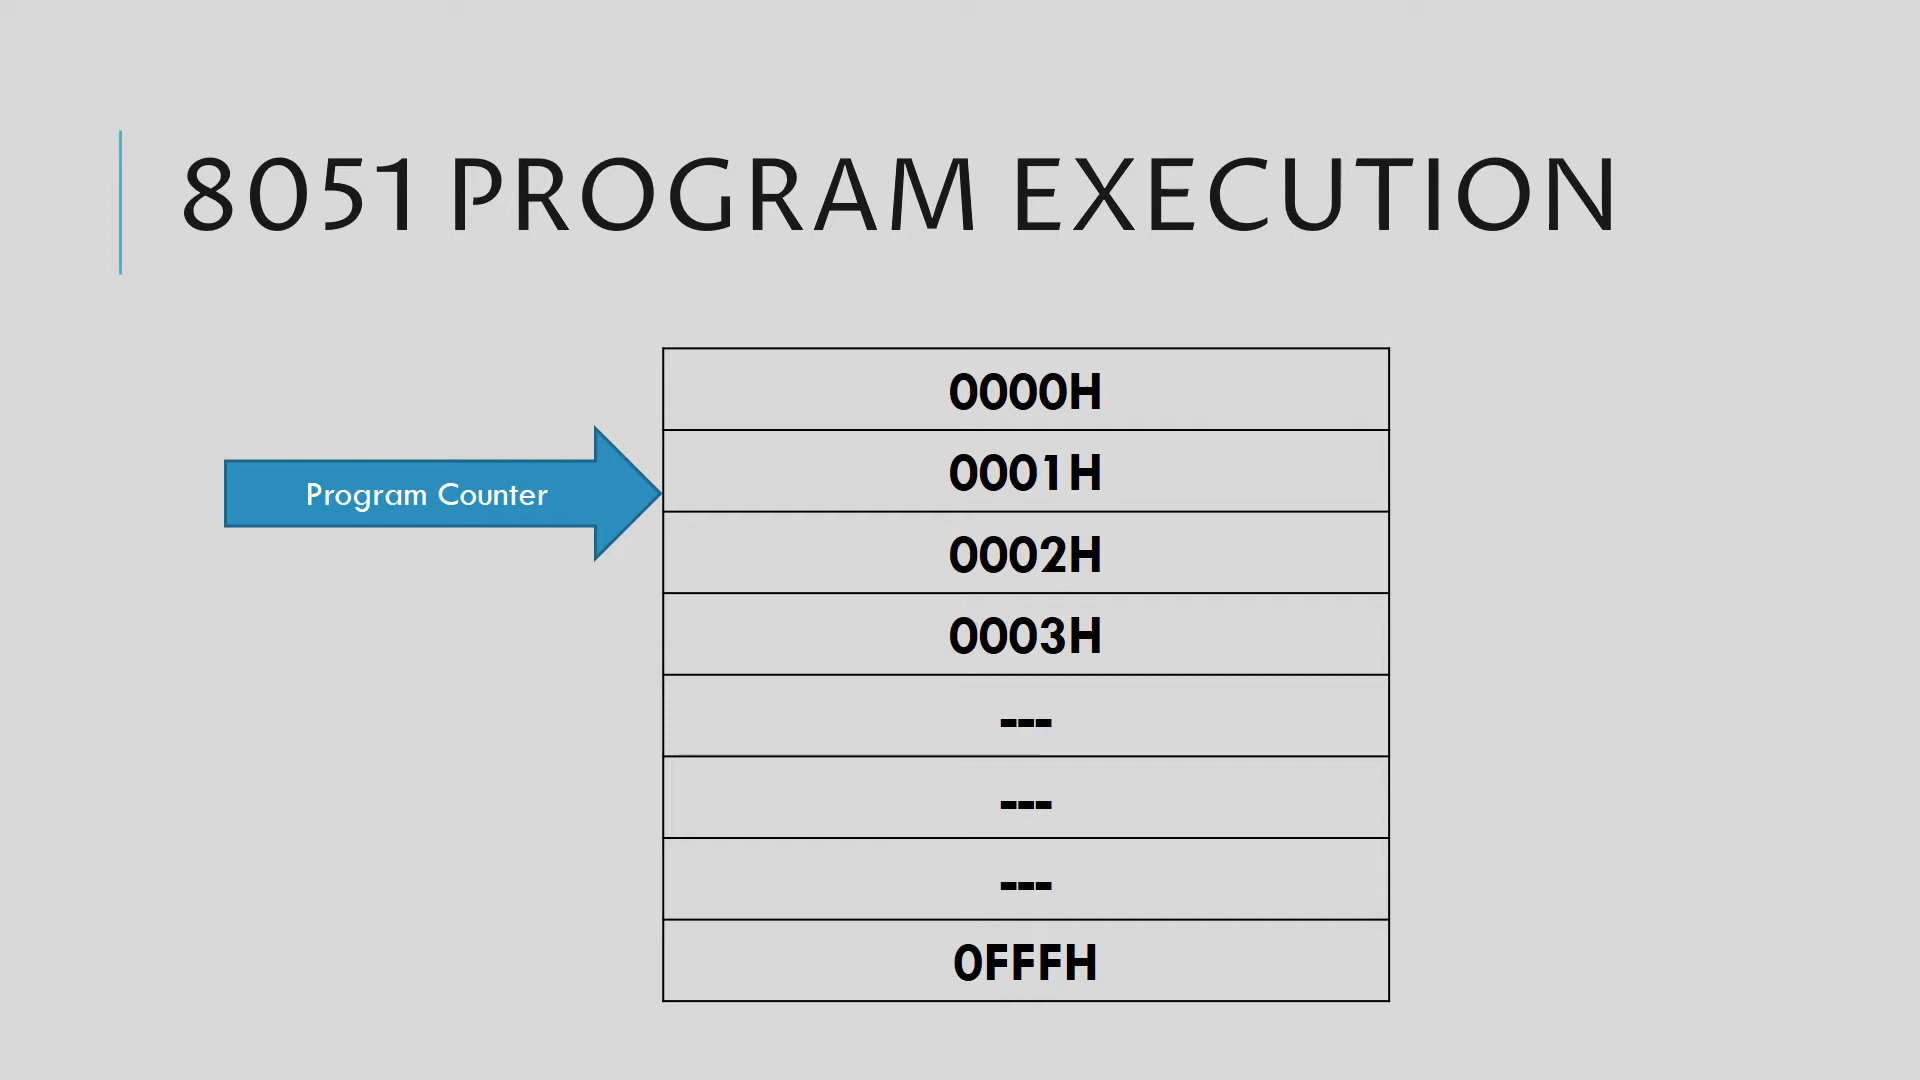 8051 PROGRAM EXECUTION
0000H
Program Counter
0001H
0002H
0003H
---
---
---
0FFFH